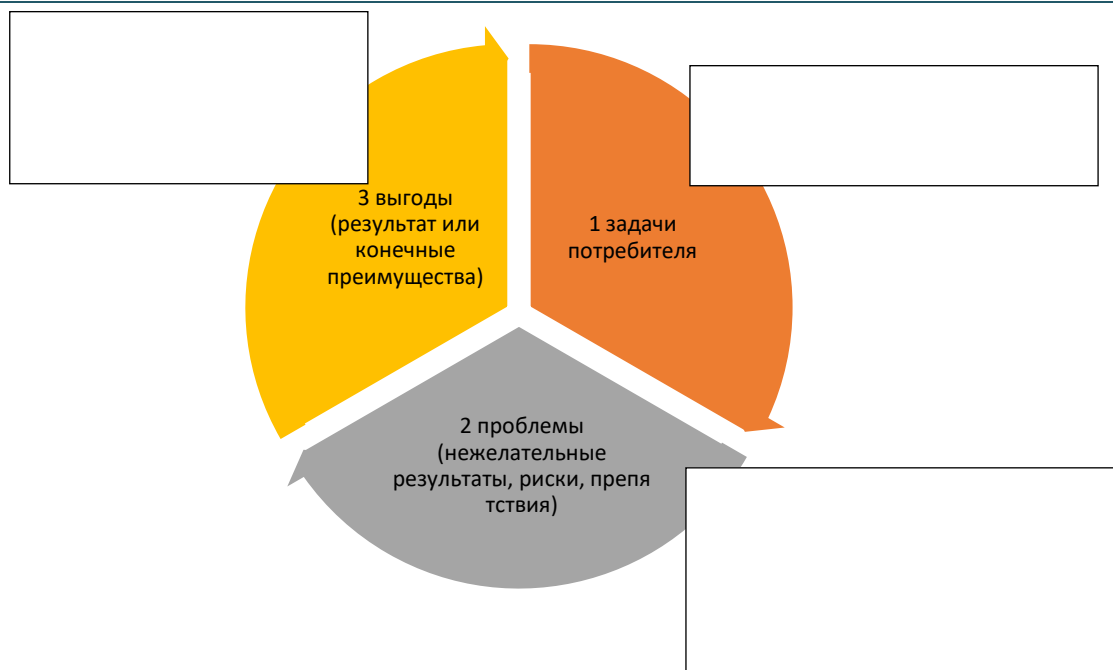 3 выгоды
(результат или
конечные
преимущества)
1 задачи
потребителя
2 проблемы
(нежелательные
результаты, риски, препя
тствия)